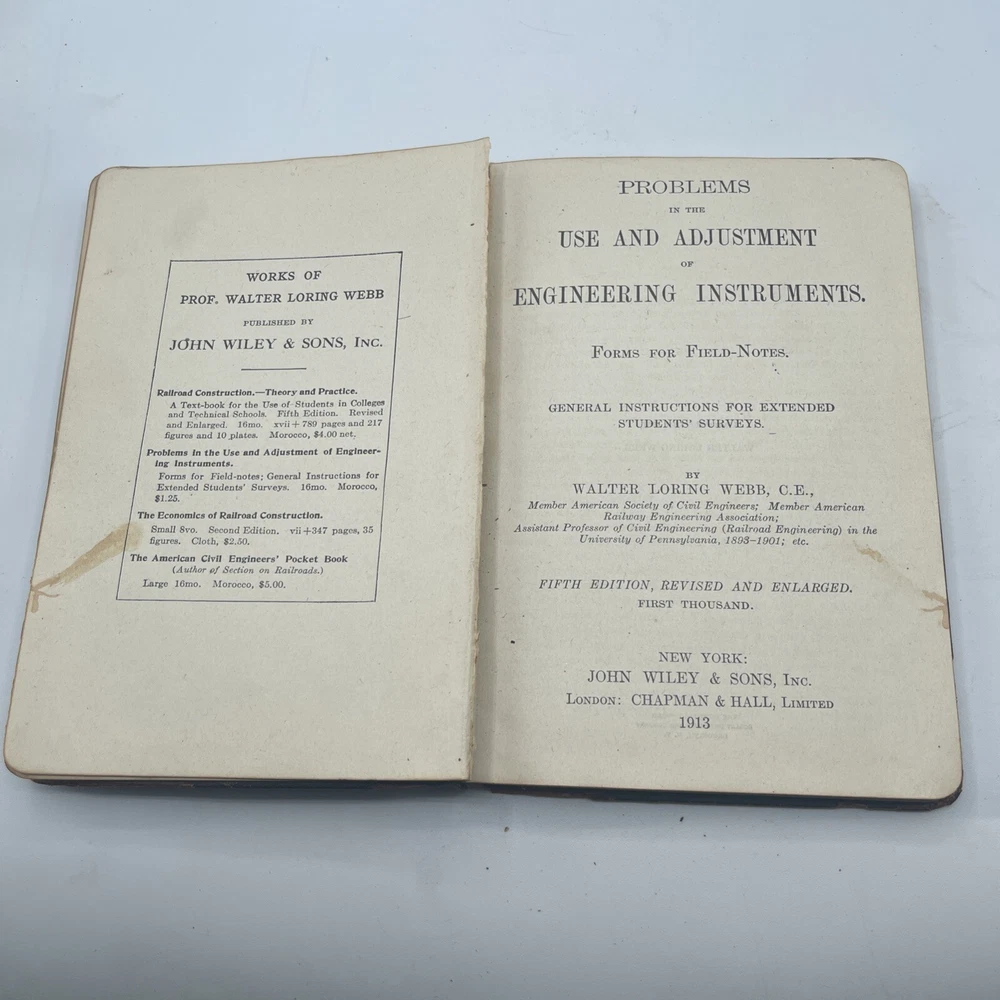 WORKS OF
PROF. WALTER LORING WEBB
PUBLISHED BY
JOHN WILEY & SONS, Inc.
Railroad Construction.—Theory and Practice.
A Text-book for the Use of Students in Colleges
and Technical Schools. Fifth Edition. Revised
and Enlarged. 16mo. xvii+789 pages and 217
figures and 10 plates. Morocco, $4.00 net.
Problems in the Use and Adjustment of Engineer-
ing Instruments.
Forms for Field-notes; General Instructions for
Extended Students' Surveys. 16mo. Morocco,
$1.25.
The Economics of Railroad Construction.
Small 8vo. Second Edition. vii+347 pages, 35
figures. Cloth, $2.50.
The American Civil Engineers' Pocket Book
(Author of Section on Railroads.)
Large 16mo. Morocco, $5.00.
PROBLEMS
IN THE
USE AND ADJUSTMENT
OF
ENGINEERING INSTRUMENTS.
Forms for Field-Notes.
GENERAL INSTRUCTIONS FOR EXTENDED
STUDENTS' SURVEYS.
BY
WALTER LORING WEBB, C.E.,
Member American Society of Civil Engineers; Member American
Railway Engineering Association;
Assistant Professor of Civil Engineering (Railroad Engineering) in the
University of Pennsylvania, 1893-1901; etc.
FIFTH EDITION, REVISED AND ENLARGED.
FIRST THOUSAND.
NEW YORK:
JOHN WILEY & SONS, Inc.
London: CHAPMAN & HALL, Limited
1913